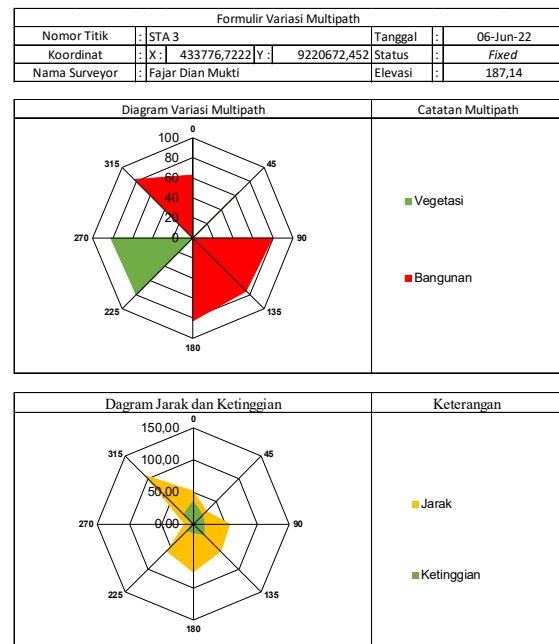 Formulir Variasi Multipath
Nomor Titik : STA 3 Tanggal : 06-Jun-22
Koordinat : X : 433776,7222 Y : 9220672,452 Status : Fixed
Nama Surveyor : Fajar Dian Mukti Elevasi : 187,14
Diagram Variasi Multipath Catatan Multipath
0
100
315 80 45
60
40
20
270 0 90
225 135
180
Vegetasi
Bangunan
Dagram Jarak dan Ketinggian Keterangan
0
150,00
315 100,00 45
50,00
270 0,00 90
225 135
180
Jarak
Ketinggian